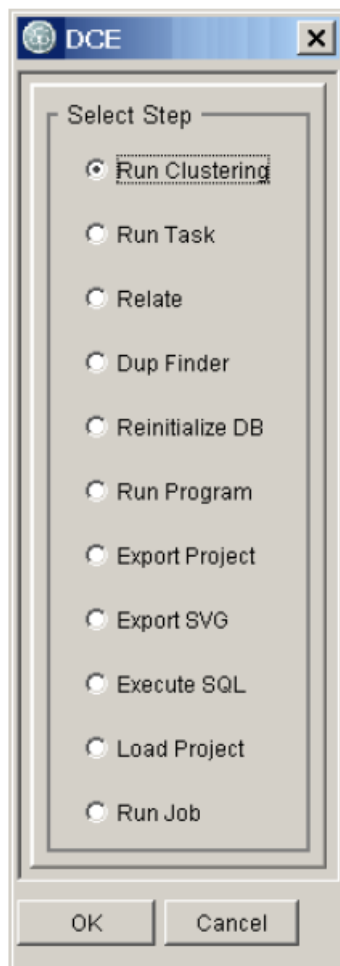 DCE
Select Step
Run Clustering
Run Task
Relate
Dup Finder
Reinitialize DB
Run Program
Export Project
Export SVG
Execute SQL
Load Project
Run Job
OK Cancel